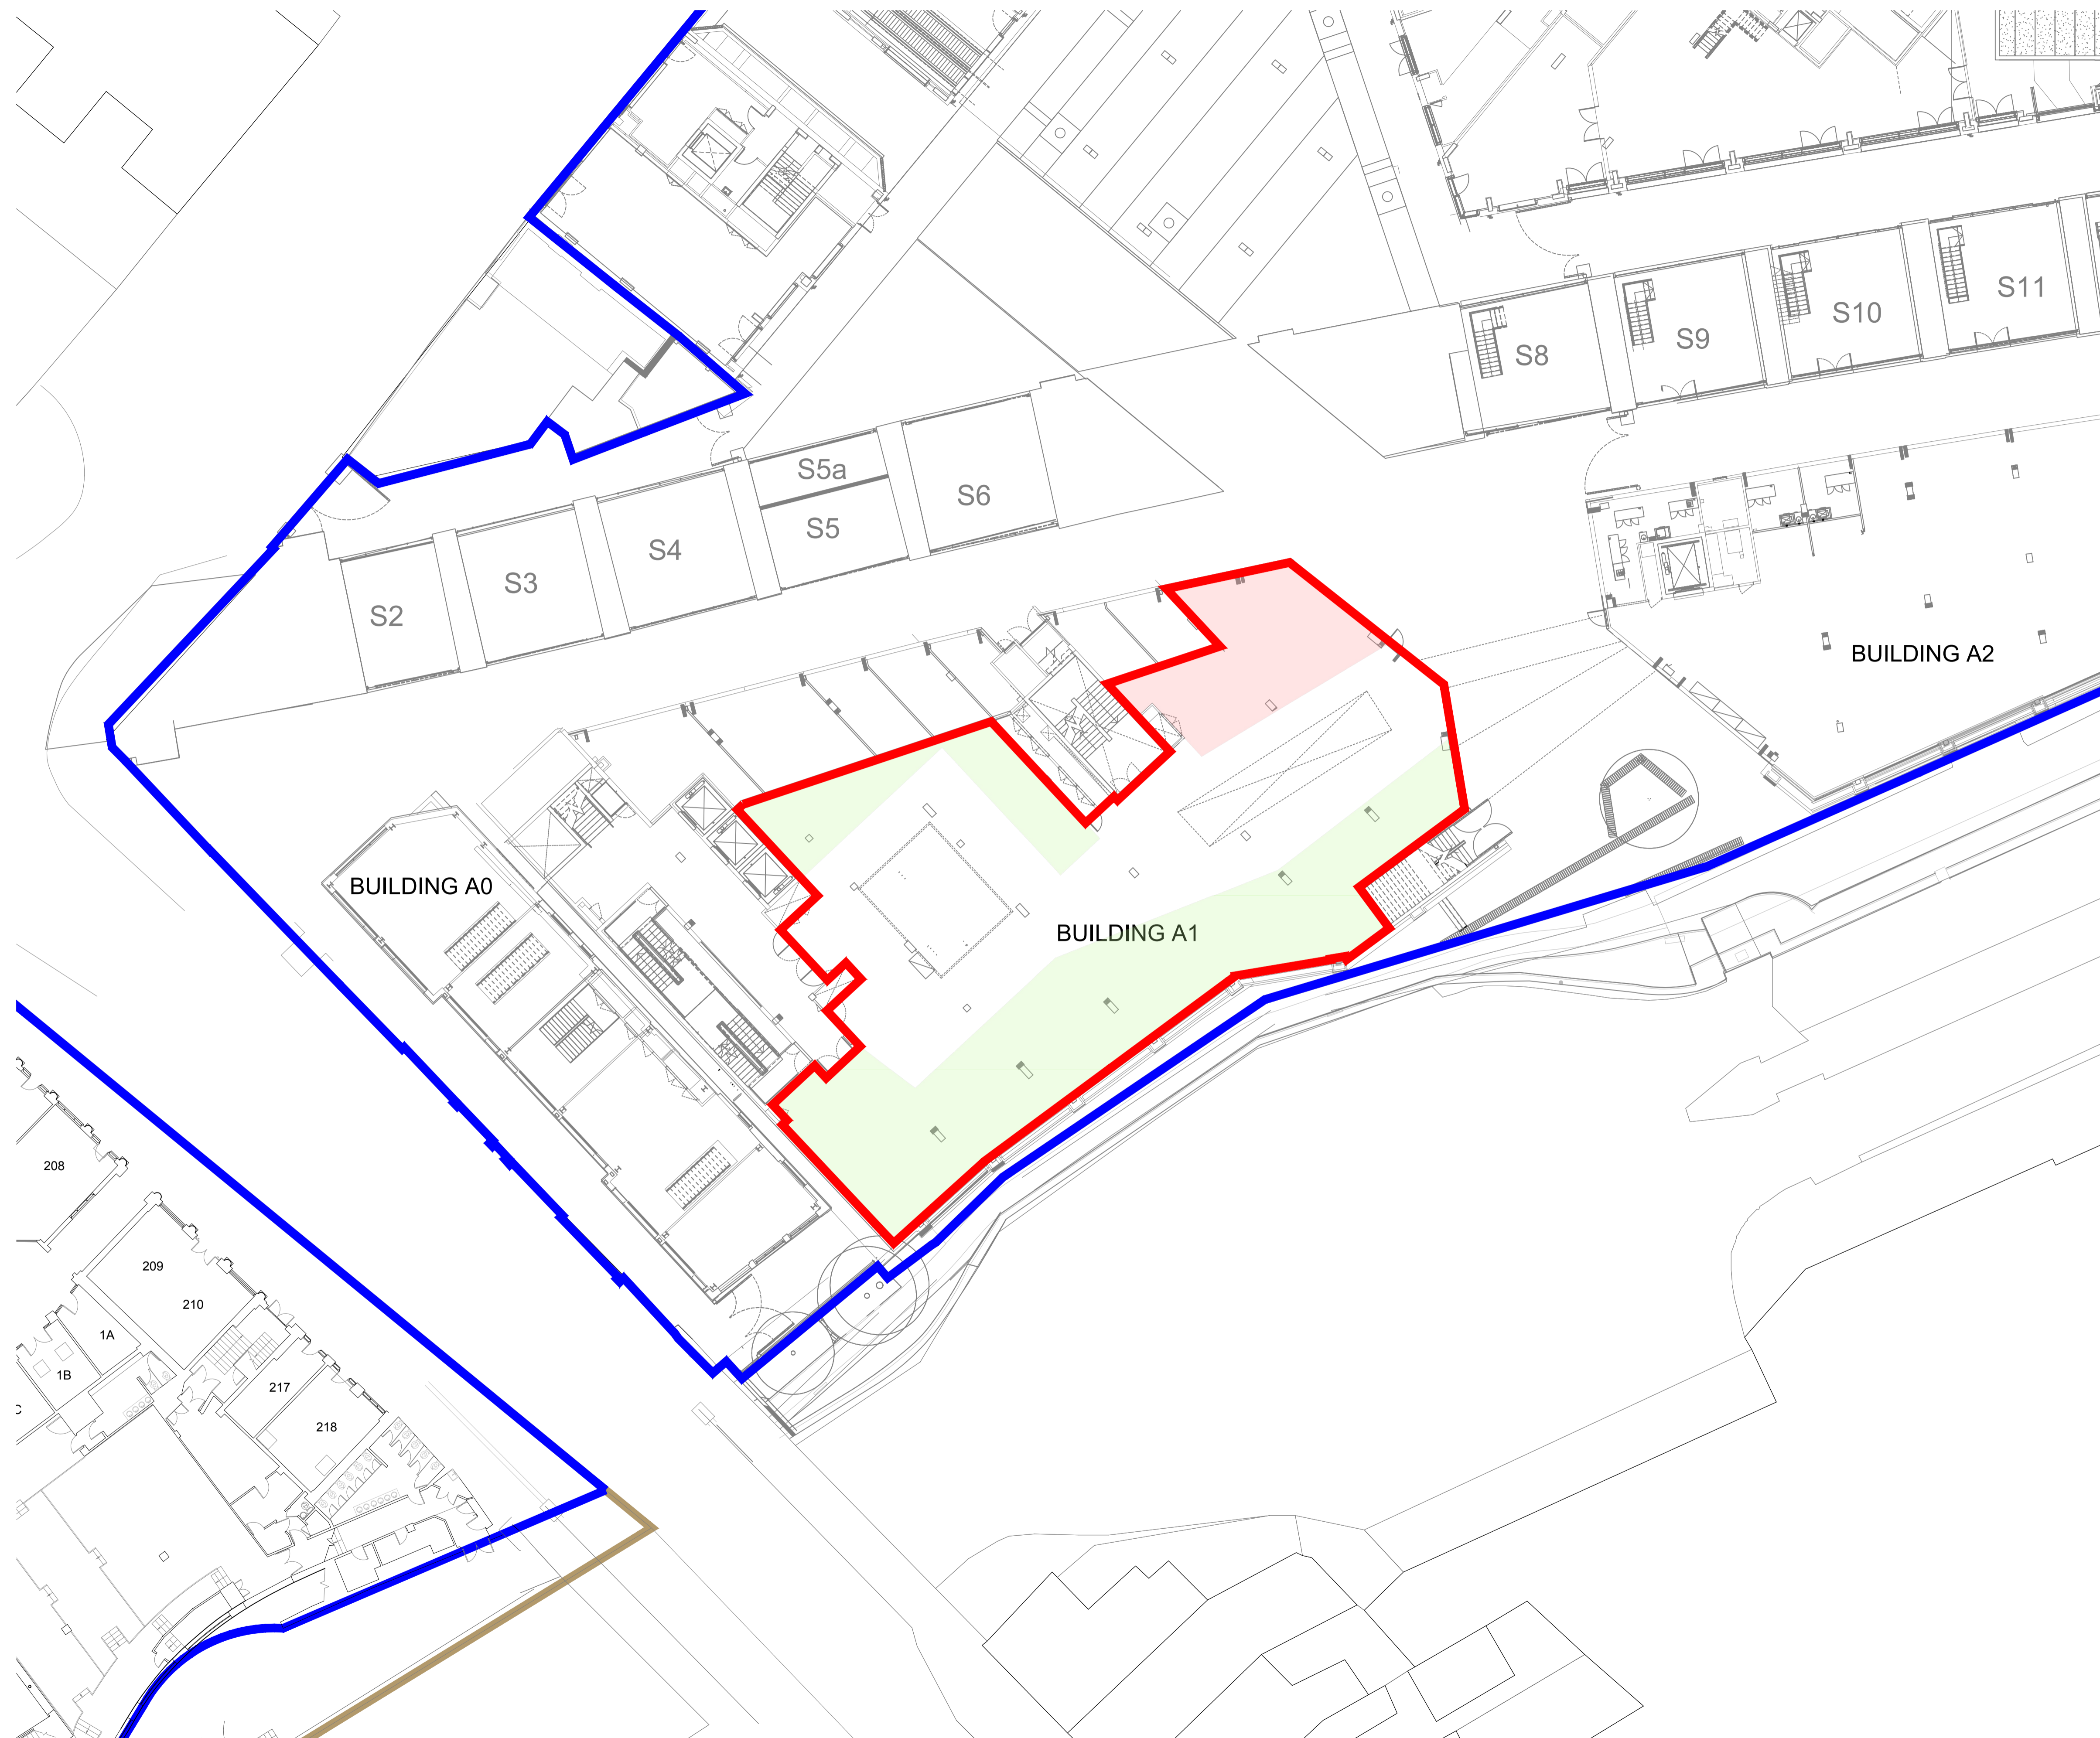 S11
S10
S9
S8
S5a
S6
S5
S4
S3
S2
BUILDING A2
BUILDING A0
BUILDING A1
208
209
210
1A
1B
217
C
218